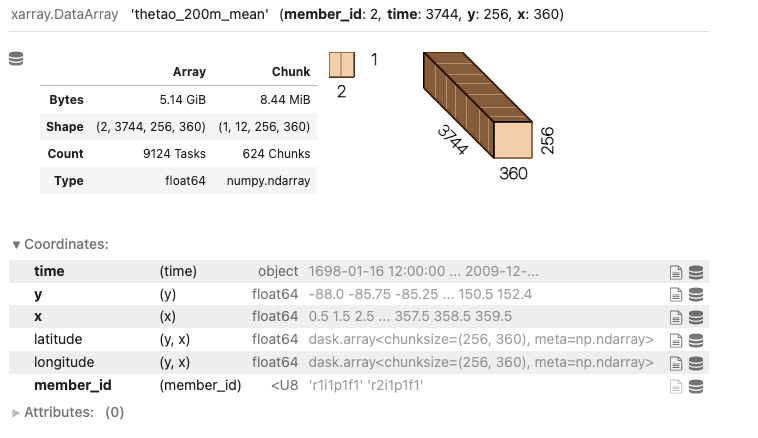 xarray.DataArray 'thetao_200m_mean' (member_id: 2, time: 3744, y: 256, x: 360)
Array Chunk
Bytes 5.14 GiB 8.44 MiB
Shape (2, 3744, 256, 360) (1, 12, 256, 360)
Count 9124 Tasks 624 Chunks
Type float64 numpy.ndarray
1
2
3744
256
360
▼ Coordinates:
time (time) object 1698-01-16 12:00:00 ... 2009-12-...
y (y) float64 -88.0 -85.75 -85.25 ... 150.5 152.4
x (x) float64 0.5 1.5 2.5 ... 357.5 358.5 359.5
latitude (y, x) float64 dask.array<chunksize=(256, 360), meta=np.ndarray>
longitude (y, x) float64 dask.array<chunksize=(256, 360), meta=np.ndarray>
member_id (member_id) <U8 'r1i1p1f1' 'r2i1p1f1'
► Attributes: (0)